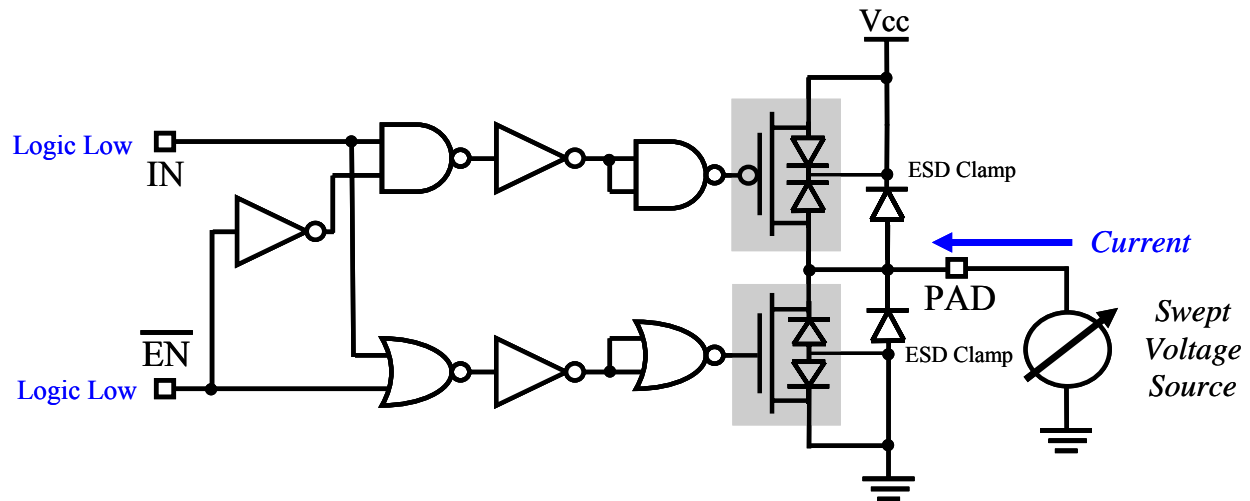 Vcc
Logic Low
IN
ESD Clamp
Current
PAD
EN
ESD Clamp
Logic Low
Swept
Voltage
Source